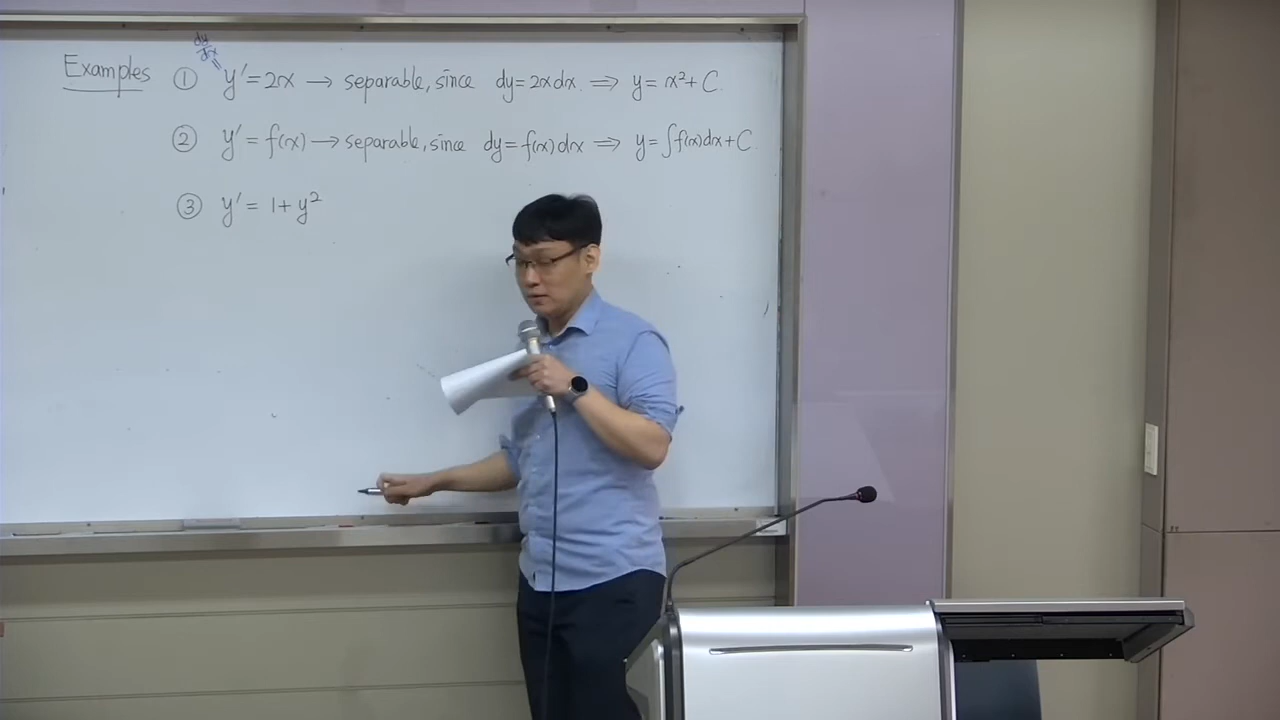 dy/dx =
Examples ① y' = 2x → separable, since dy = 2x dx. ⇒ y = x² + C.
② y' = f(x) → separable, since dy = f(x) dx ⇒ y = ∫f(x)dx + C.
③ y' = 1 + y²